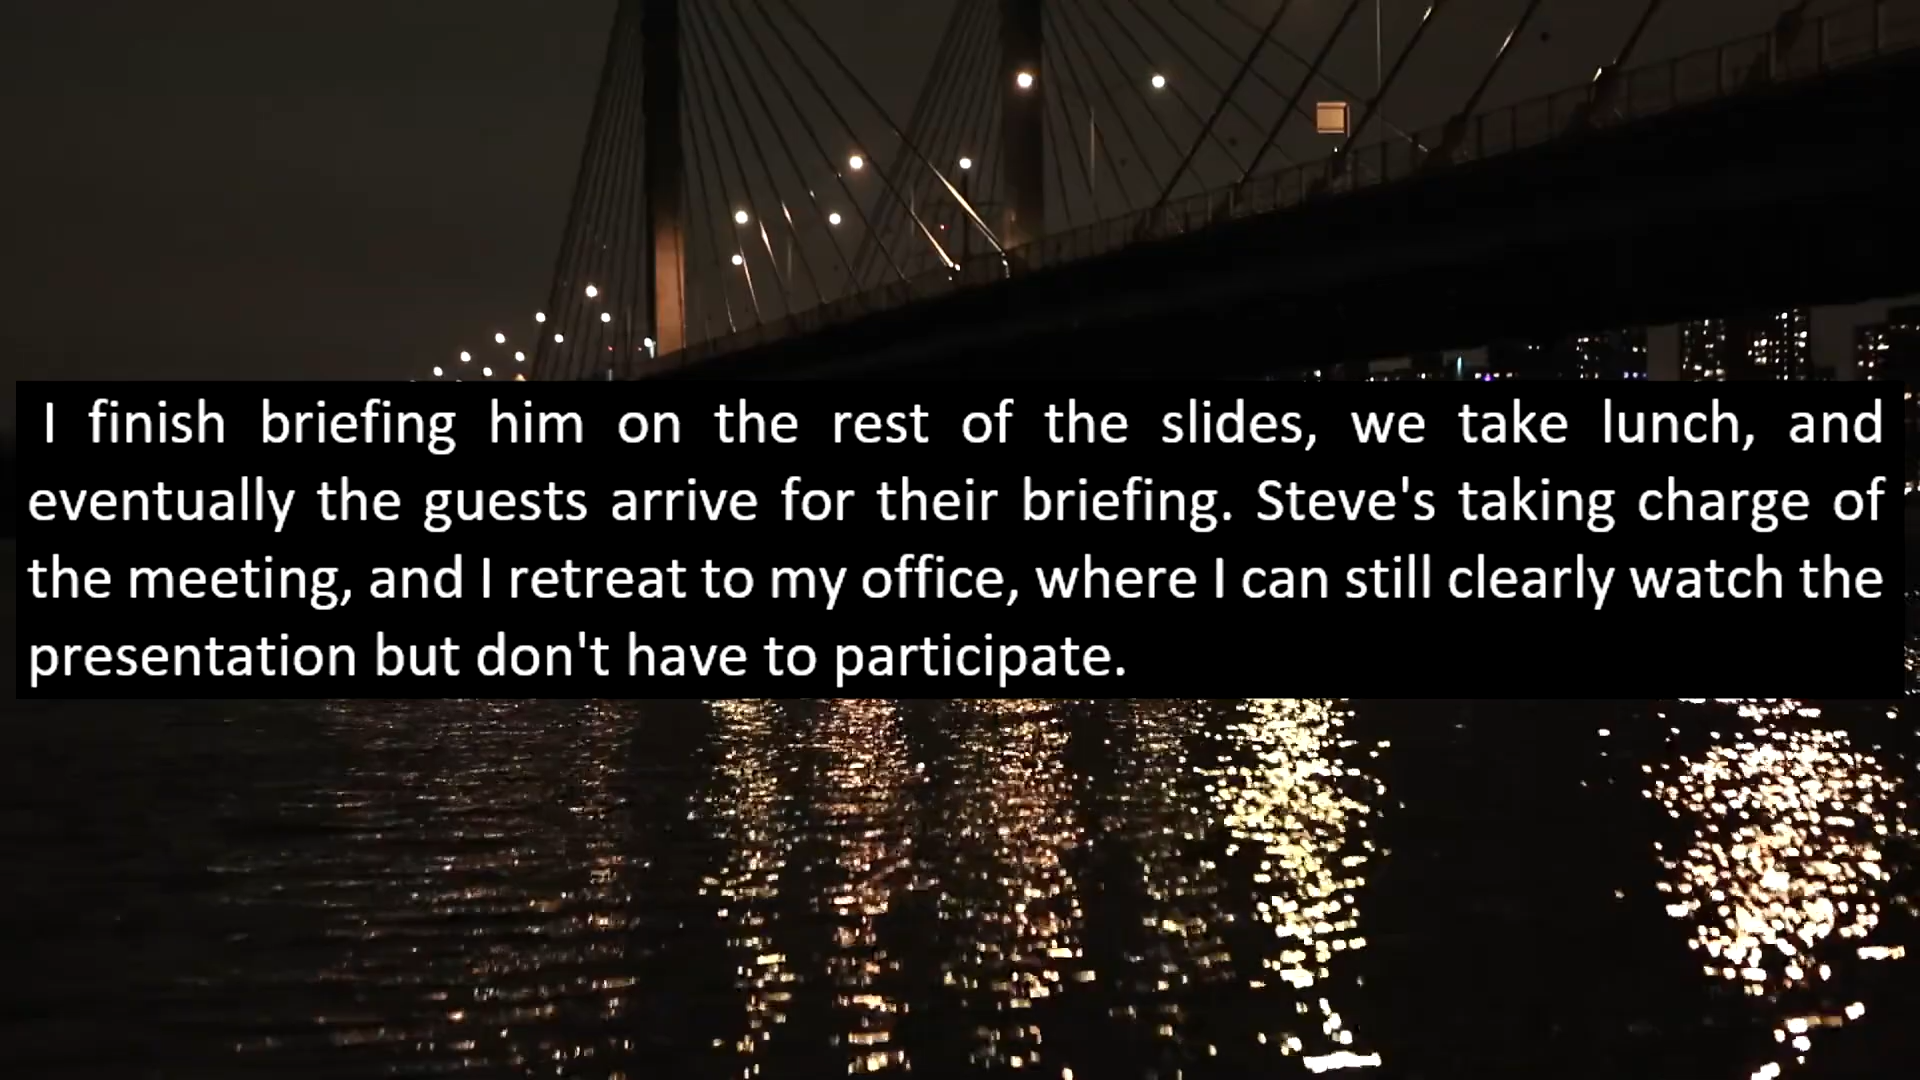 I finish briefing him on the rest of the slides, we take lunch, and
eventually the guests arrive for their briefing. Steve's taking charge of
the meeting, and I retreat to my office, where I can still clearly watch the
presentation but don't have to participate.